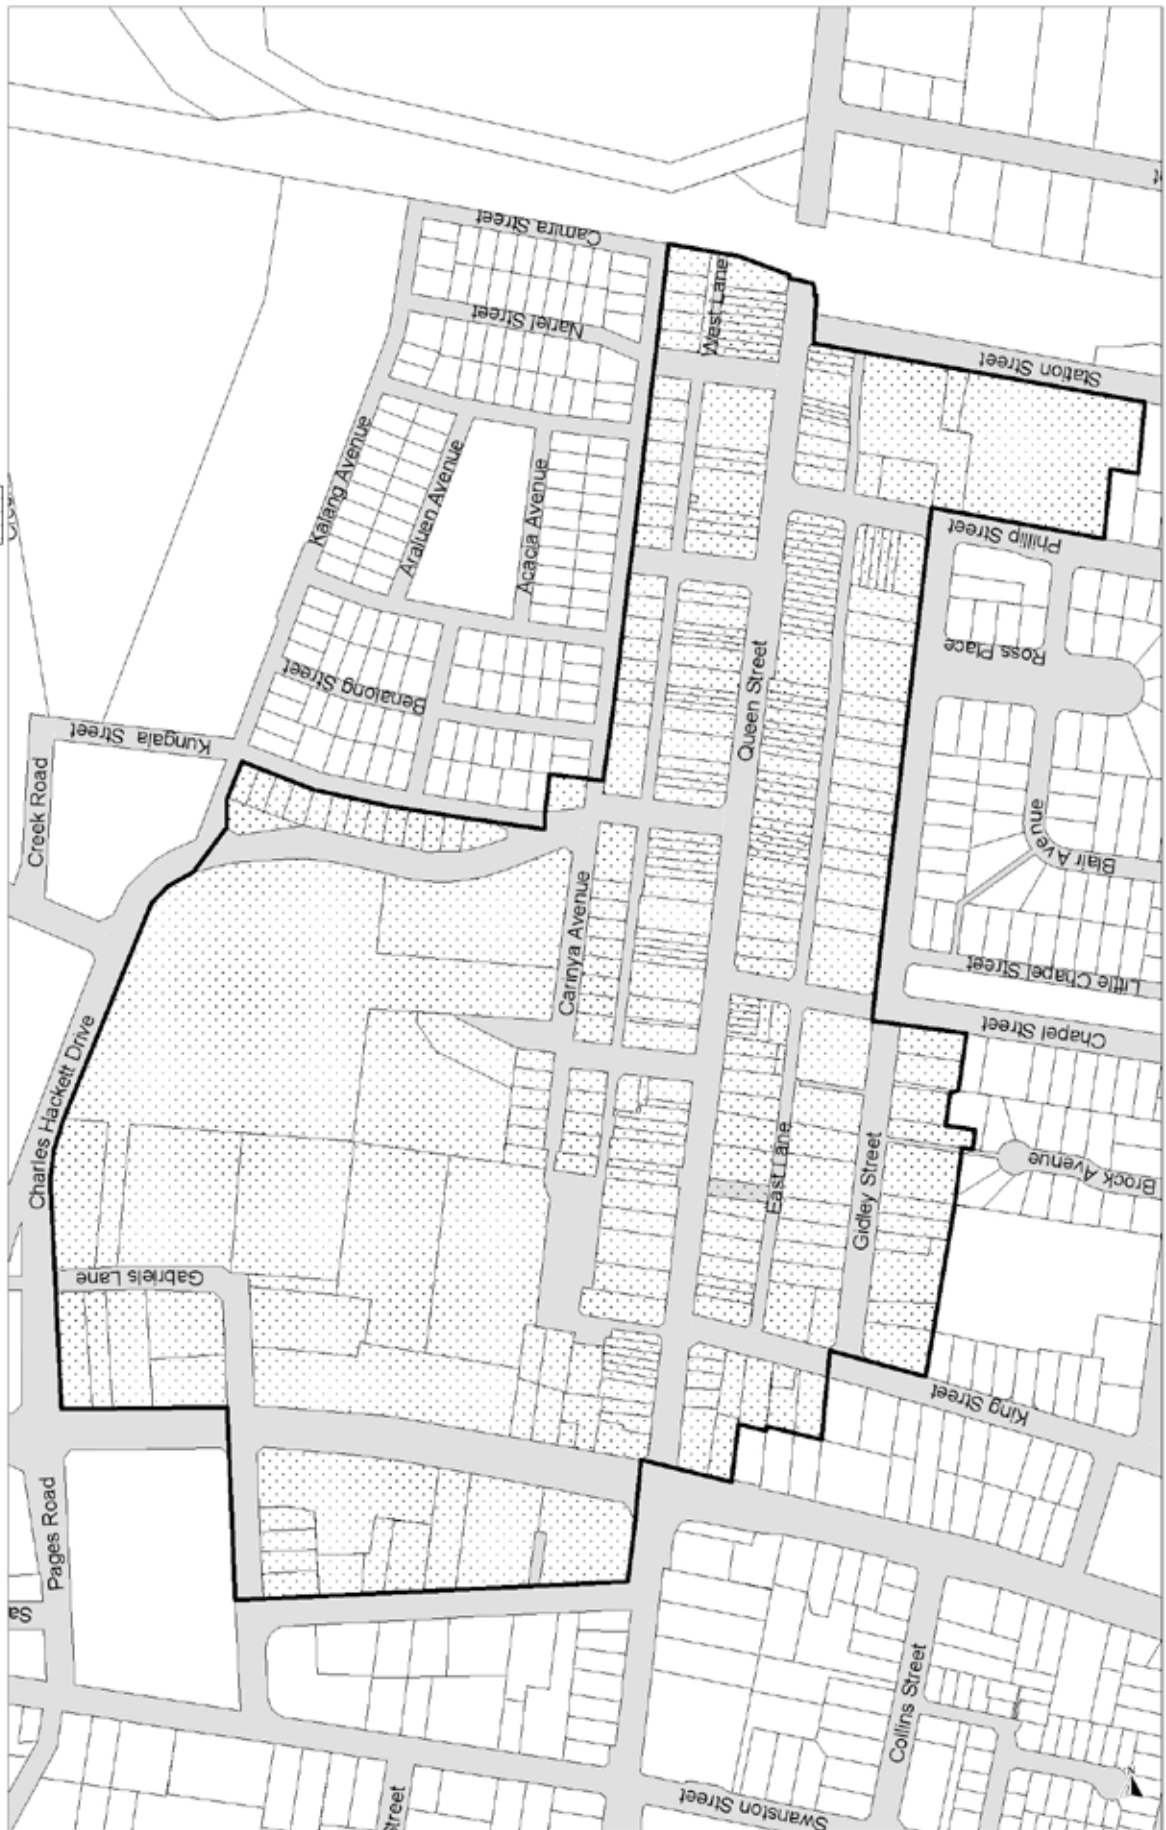 Camira Street
Nariel Street
West Lane
Station Street
Kalang Avenue
Araluen Avenue
Acacia Avenue
Phillip Street
Benalong Street
Queen Street
Ross Place
Kungala Street
Creek Road
Blair Avenue
Carinya Avenue
Little Chapel Street
Chapel Street
Charles Hackett Drive
East Lane
Brock Avenue
Gidley Street
Gabriels Lane
King Street
Pages Road
Sa
Collins Street
Street
Swanston Street
N